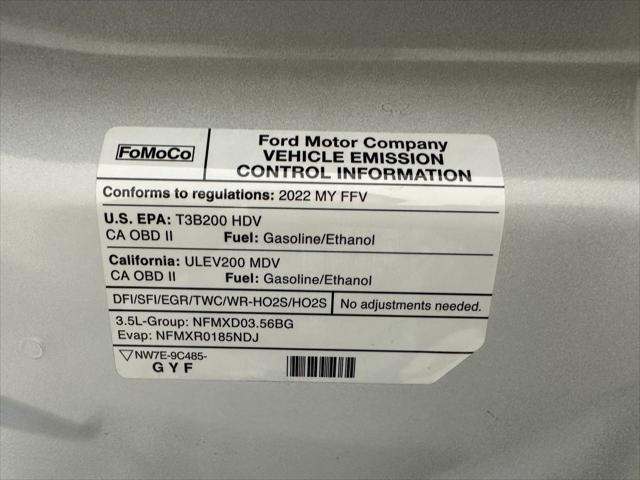 FoMoCo
Ford Motor Company
VEHICLE EMISSION
CONTROL INFORMATION
Conforms to regulations: 2022 MY FFV
U.S. EPA: T3B200 HDV
CA OBD II Fuel: Gasoline/Ethanol
California: ULEV200 MDV
CA OBD II Fuel: Gasoline/Ethanol
DFI/SFI/EGR/TWC/WR-HO2S/HO2S No adjustments needed.
3.5L-Group: NFMXD03.56BG
Evap: NFMXR0185NDJ
NW7E-9C485-
G Y F